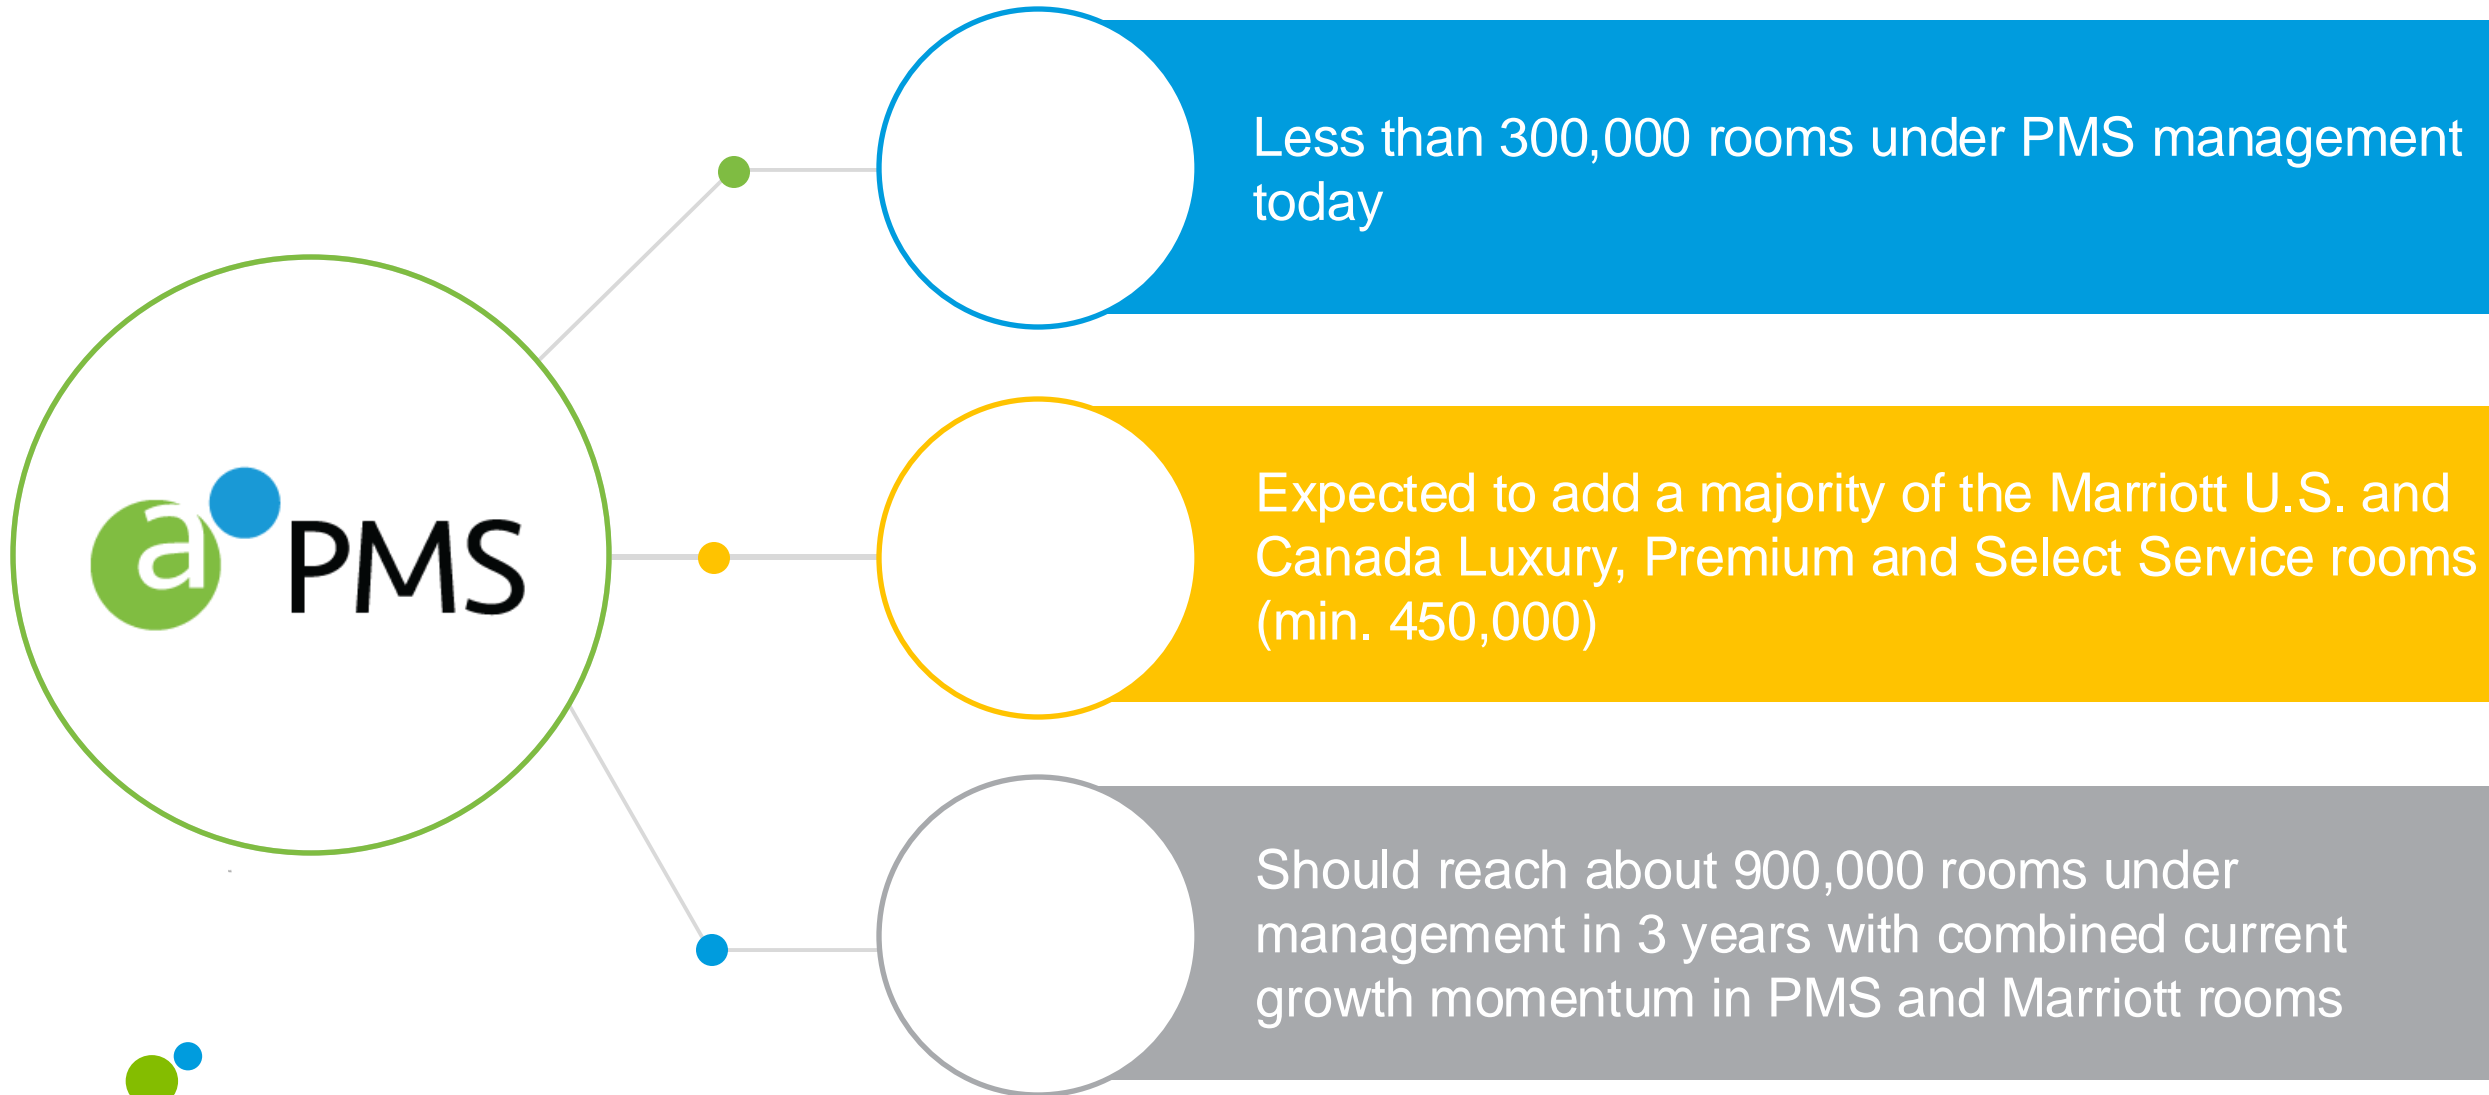 Less than 300,000 rooms under PMS management
today
a PMS
Expected to add a majority of the Marriott U.S. and
Canada Luxury, Premium and Select Service rooms
(min. 450,000)
Should reach about 900,000 rooms under
management in 3 years with combined current
growth momentum in PMS and Marriott rooms